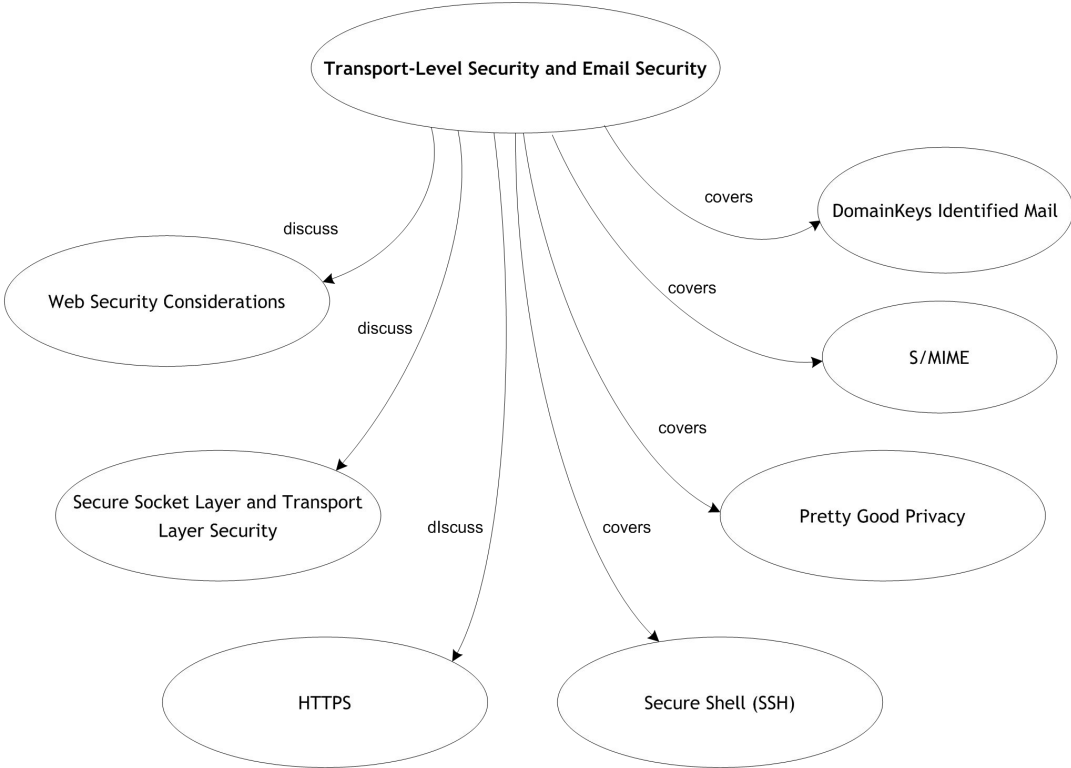 Transport-Level Security and Email Security
covers
DomainKeys Identified Mail
discuss
Web Security Considerations
covers
discuss
S/MIME
covers
Secure Socket Layer and Transport
Layer Security
Pretty Good Privacy
dIscuss
covers
HTTPS
Secure Shell (SSH)